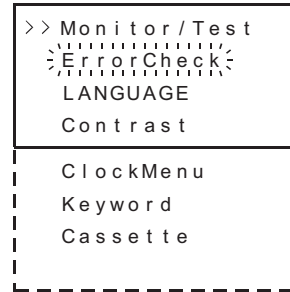 >> Monitor/Test
ErrorCheck
LANGUAGE
Contrast
ClockMenu
Keyword
Cassette